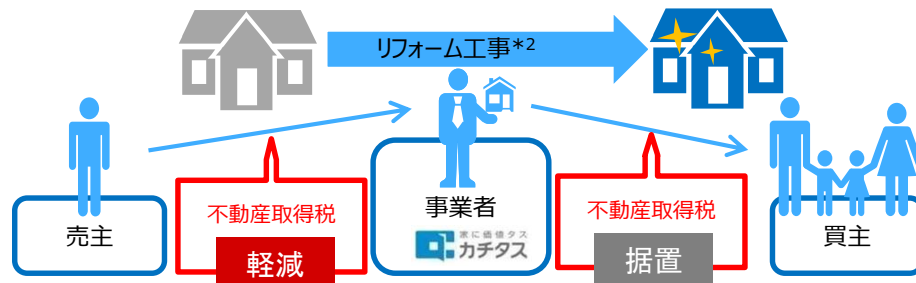 リフォーム工事*2
売主
不動産取得税
軽減
事業者
家に価値タス
カチタス
不動産取得税
据置
買主